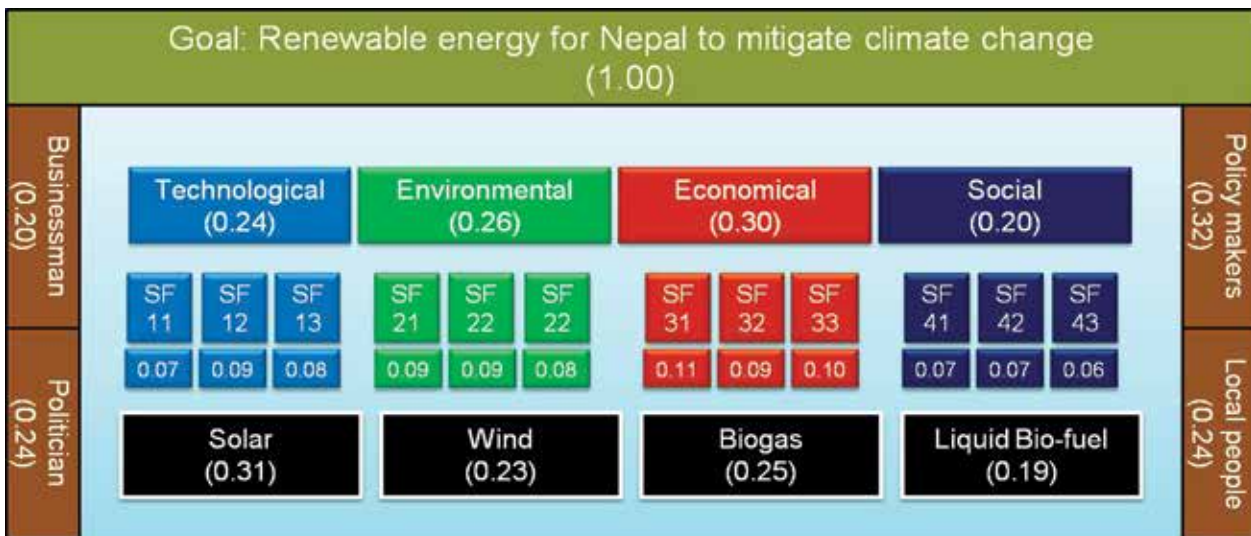 Goal: Renewable energy for Nepal to mitigate climate change
(1.00)
Businessman
(0.20)
Politician
(0.24)
Technological
(0.24)
Environmental
(0.26)
Economical
(0.30)
Social
(0.20)
SF
11
SF
12
SF
13
SF
21
SF
22
SF
22
SF
31
SF
32
SF
33
SF
41
SF
42
SF
43
0.07
0.09
0.08
0.09
0.09
0.08
0.11
0.09
0.10
0.07
0.07
0.06
Solar
(0.31)
Wind
(0.23)
Biogas
(0.25)
Liquid Bio-fuel
(0.19)
Policy makers
(0.32)
Local people
(0.24)